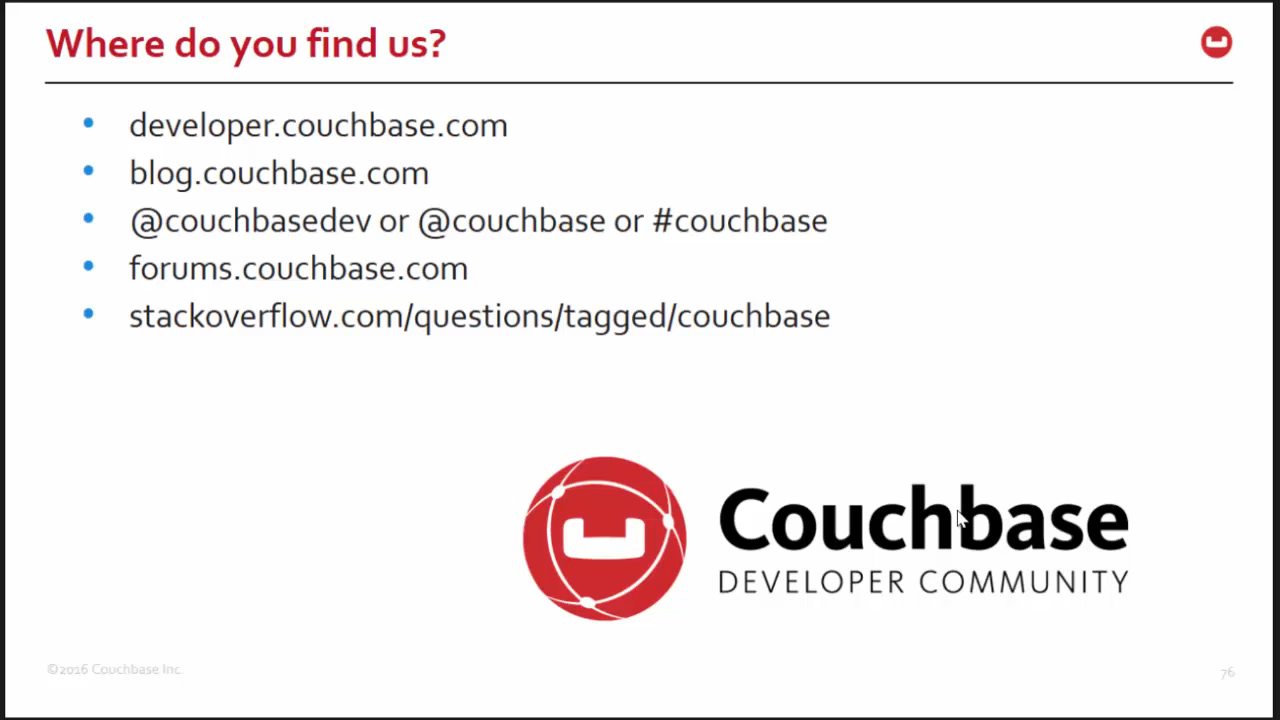 Where do you find us?
• developer.couchbase.com
• blog.couchbase.com
• @couchbasedev or @couchbase or #couchbase
• forums.couchbase.com
• stackoverflow.com/questions/tagged/couchbase
Couchbase
DEVELOPER COMMUNITY
©2016 Couchbase Inc.
76